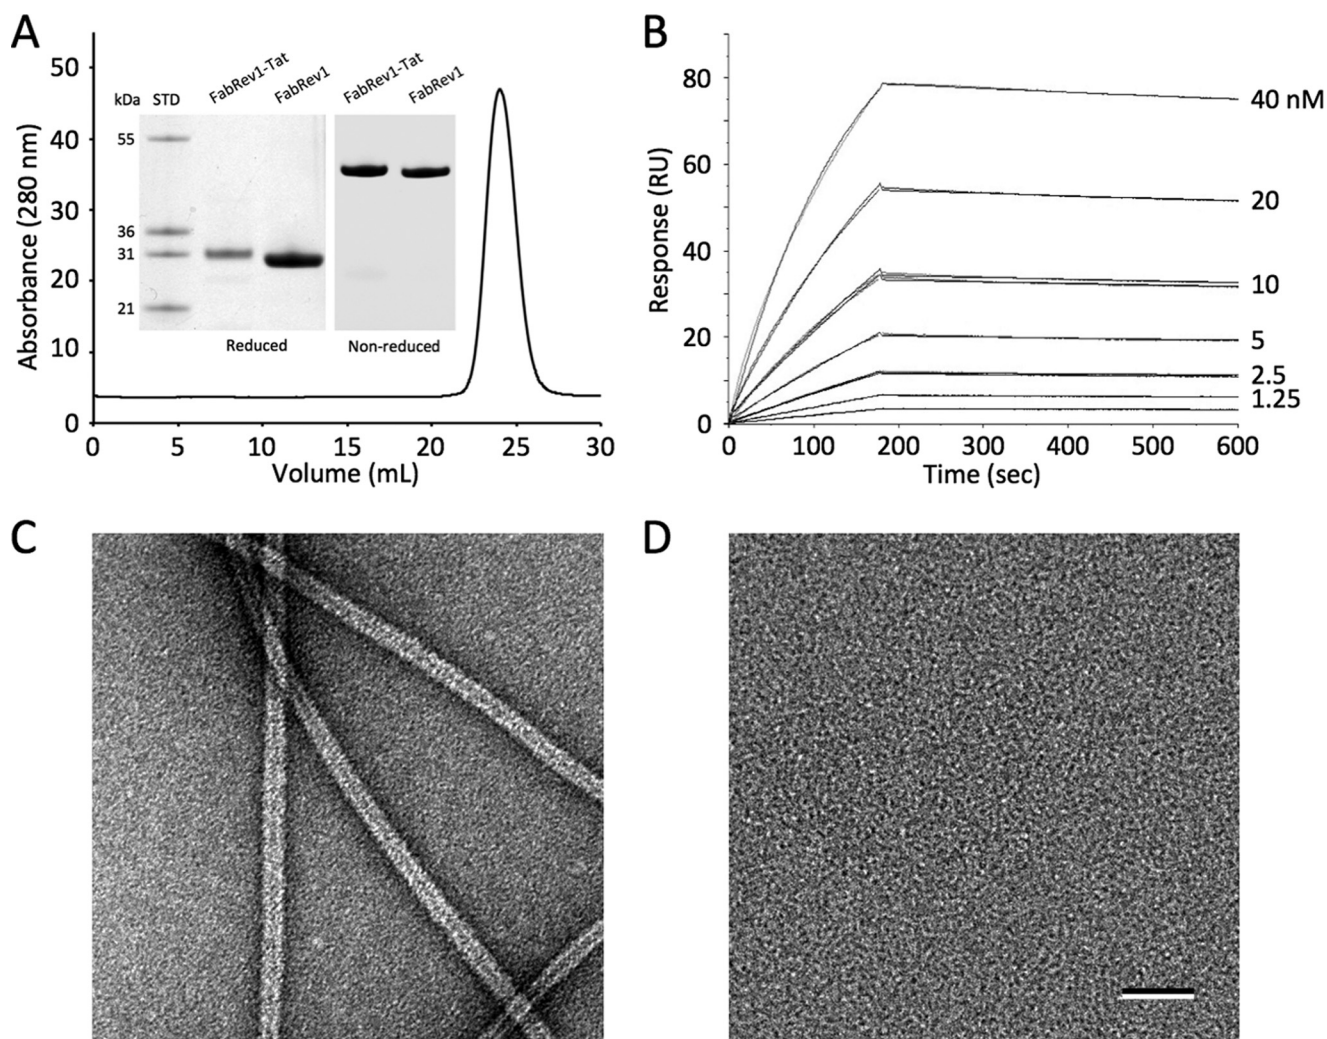 A
Absorbance (280 nm)
50
40
30
20
10
0
0 5 10 15 20 25 30
Volume (mL)
kDa STD FabRev1-Tat FabRev1 FabRev1-Tat FabRev1
55
36
31
21
Reduced Non-reduced
B
Response (RU)
80
60
40
20
0
0 100 200 300 400 500 600
Time (sec)
40 nM
20
10
5
2.5
1.25
C
D